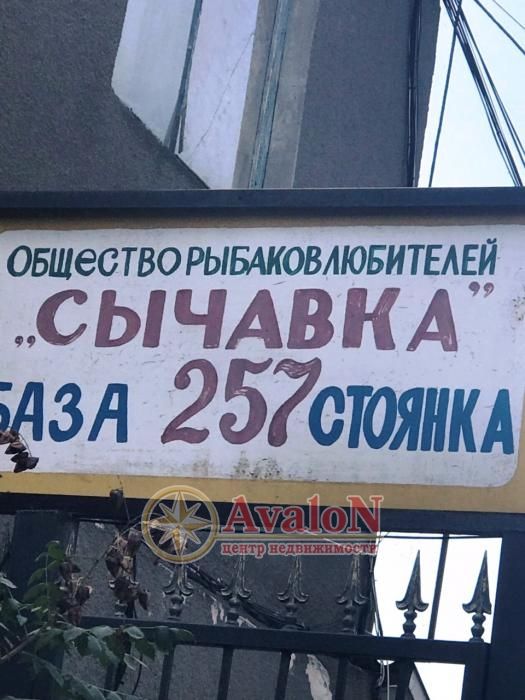 ОБЩЕСТВО РЫБАКОВ ЛЮБИТЕЛЕЙ
„СЫЧАВКА”
БАЗА 257 СТОЯНКА
AvaloN
центр недвижимости